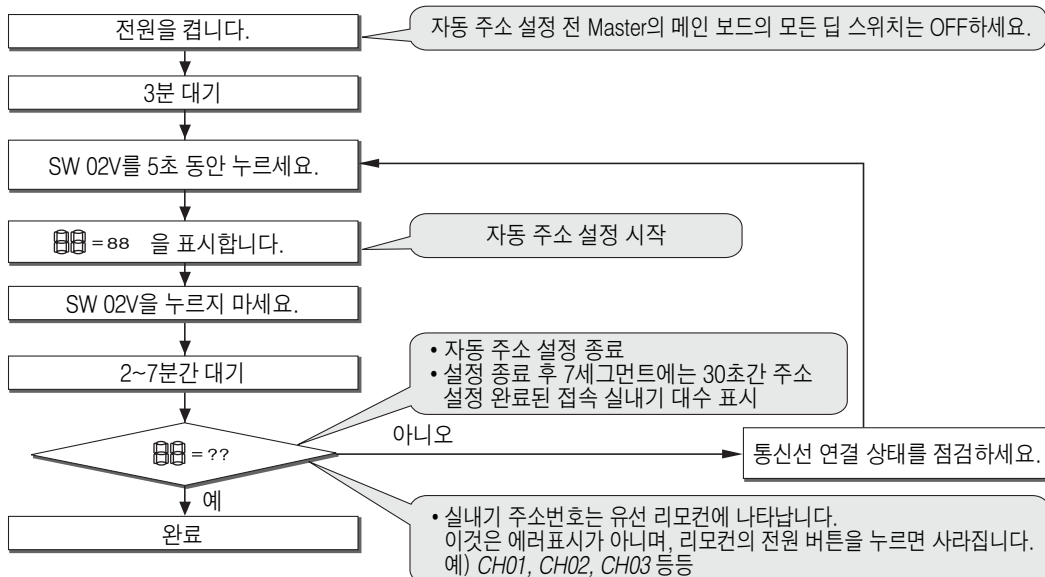 전원을 켭니다.
자동 주소 설정 전 Master의 메인 보드의 모든 딥 스위치는 OFF하세요.
3분 대기
SW 02V를 5초 동안 누르세요.
88 = 88 을 표시합니다.
자동 주소 설정 시작
SW 02V을 누르지 마세요.
2~7분간 대기
• 자동 주소 설정 종료
• 설정 종료 후 7세그먼트에는 30초간 주소
설정 완료된 접속 실내기 대수 표시
88 = ??
아니오
통신선 연결 상태를 점검하세요.
예
완료
• 실내기 주소번호는 유선 리모컨에 나타납니다.
이것은 에러표시가 아니며, 리모컨의 전원 버튼을 누르면 사라집니다.
예) CH01, CH02, CH03 등등